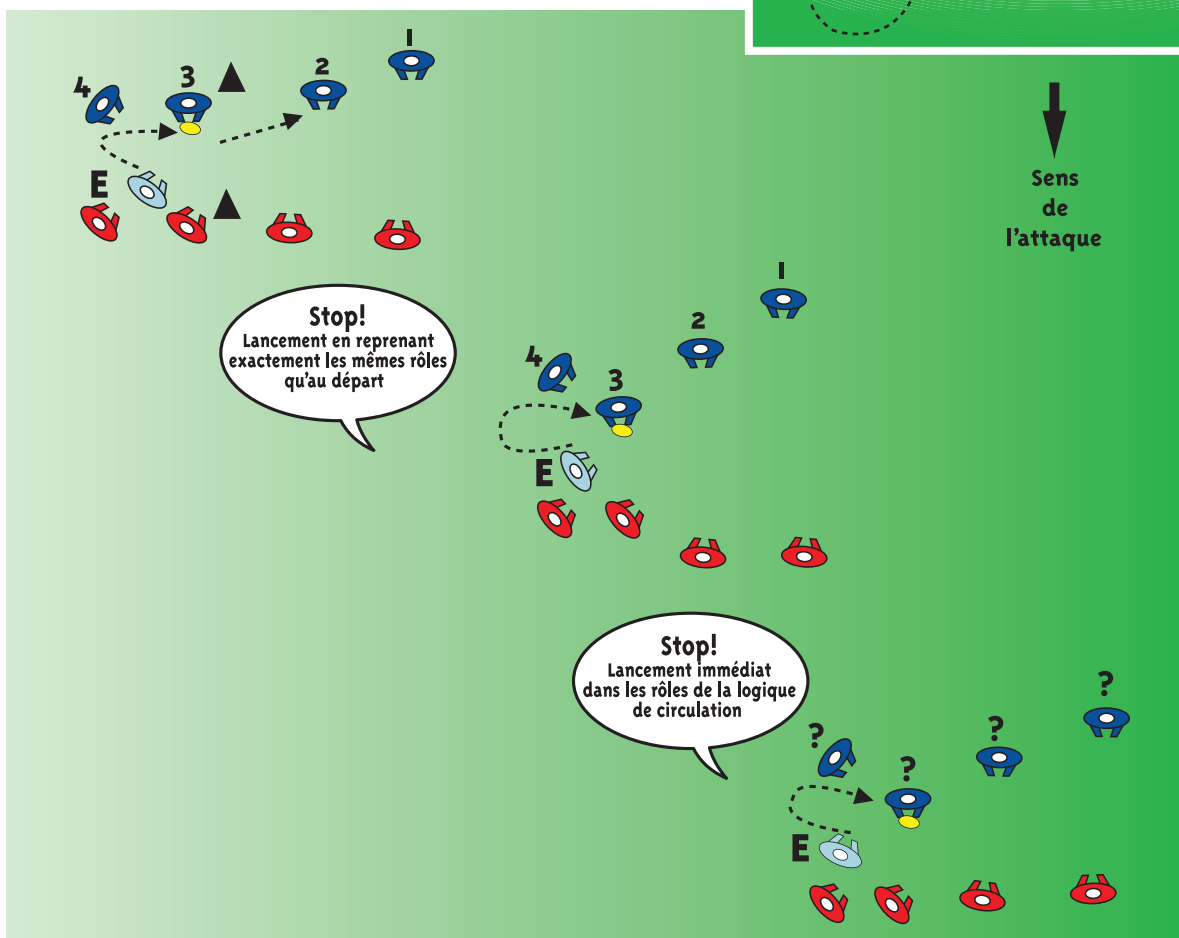 1
2
3
4
E
Sens
de
l'attaque
Stop!
Lancement en reprenant
exactement les mêmes rôles
qu'au départ
1
2
4
3
E
Stop!
Lancement immédiat
dans les rôles de la logique
de circulation
?
?
?
?
E